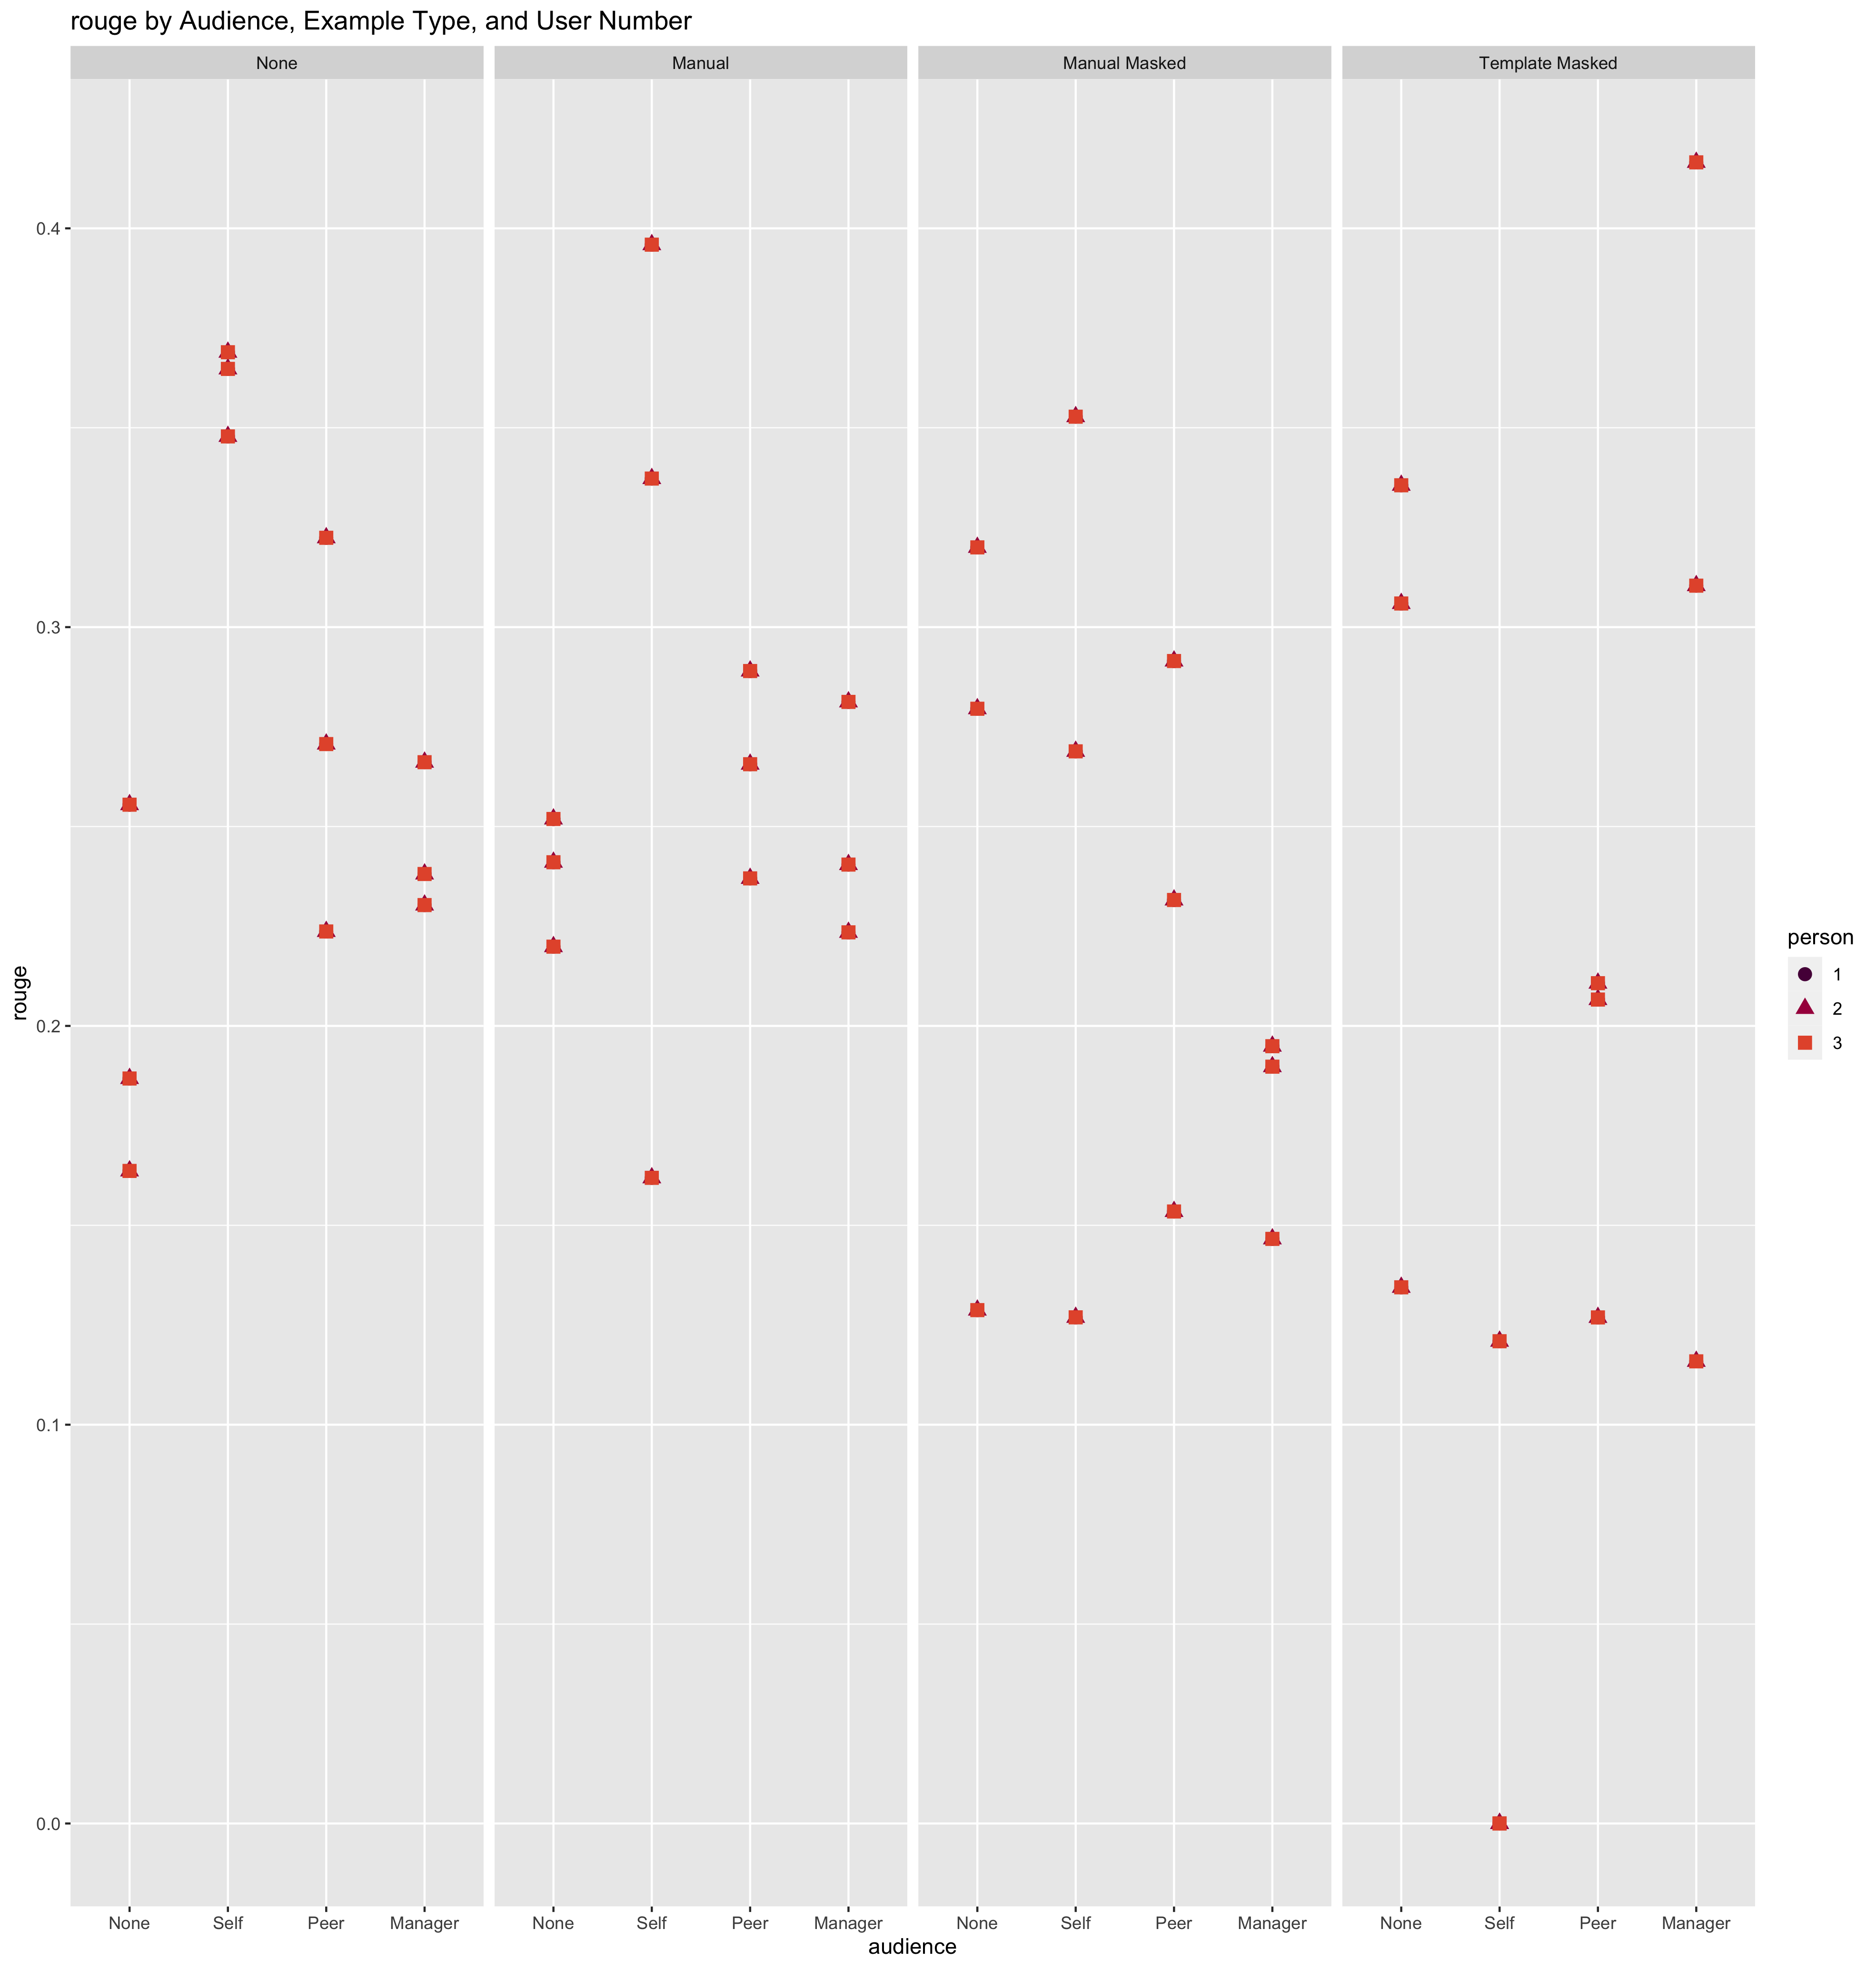 rouge by Audience, Example Type, and User Number
None Manual Manual Masked Template Masked
0.4
0.3
0.2
0.1
0.0
rouge
None Self Peer Manager None Self Peer Manager None Self Peer Manager None Self Peer Manager
audience
person
1
2
3